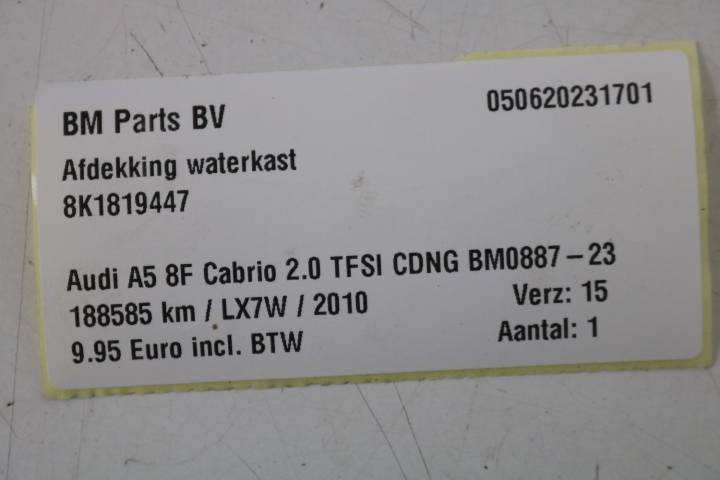 BM Parts BV
050620231701
Afdekking waterkast
8K1819447
Audi A5 8F Cabrio 2.0 TFSI CDNG BM0887-23
188585 km / LX7W / 2010
Verz: 15
9.95 Euro incl. BTW
Aantal: 1